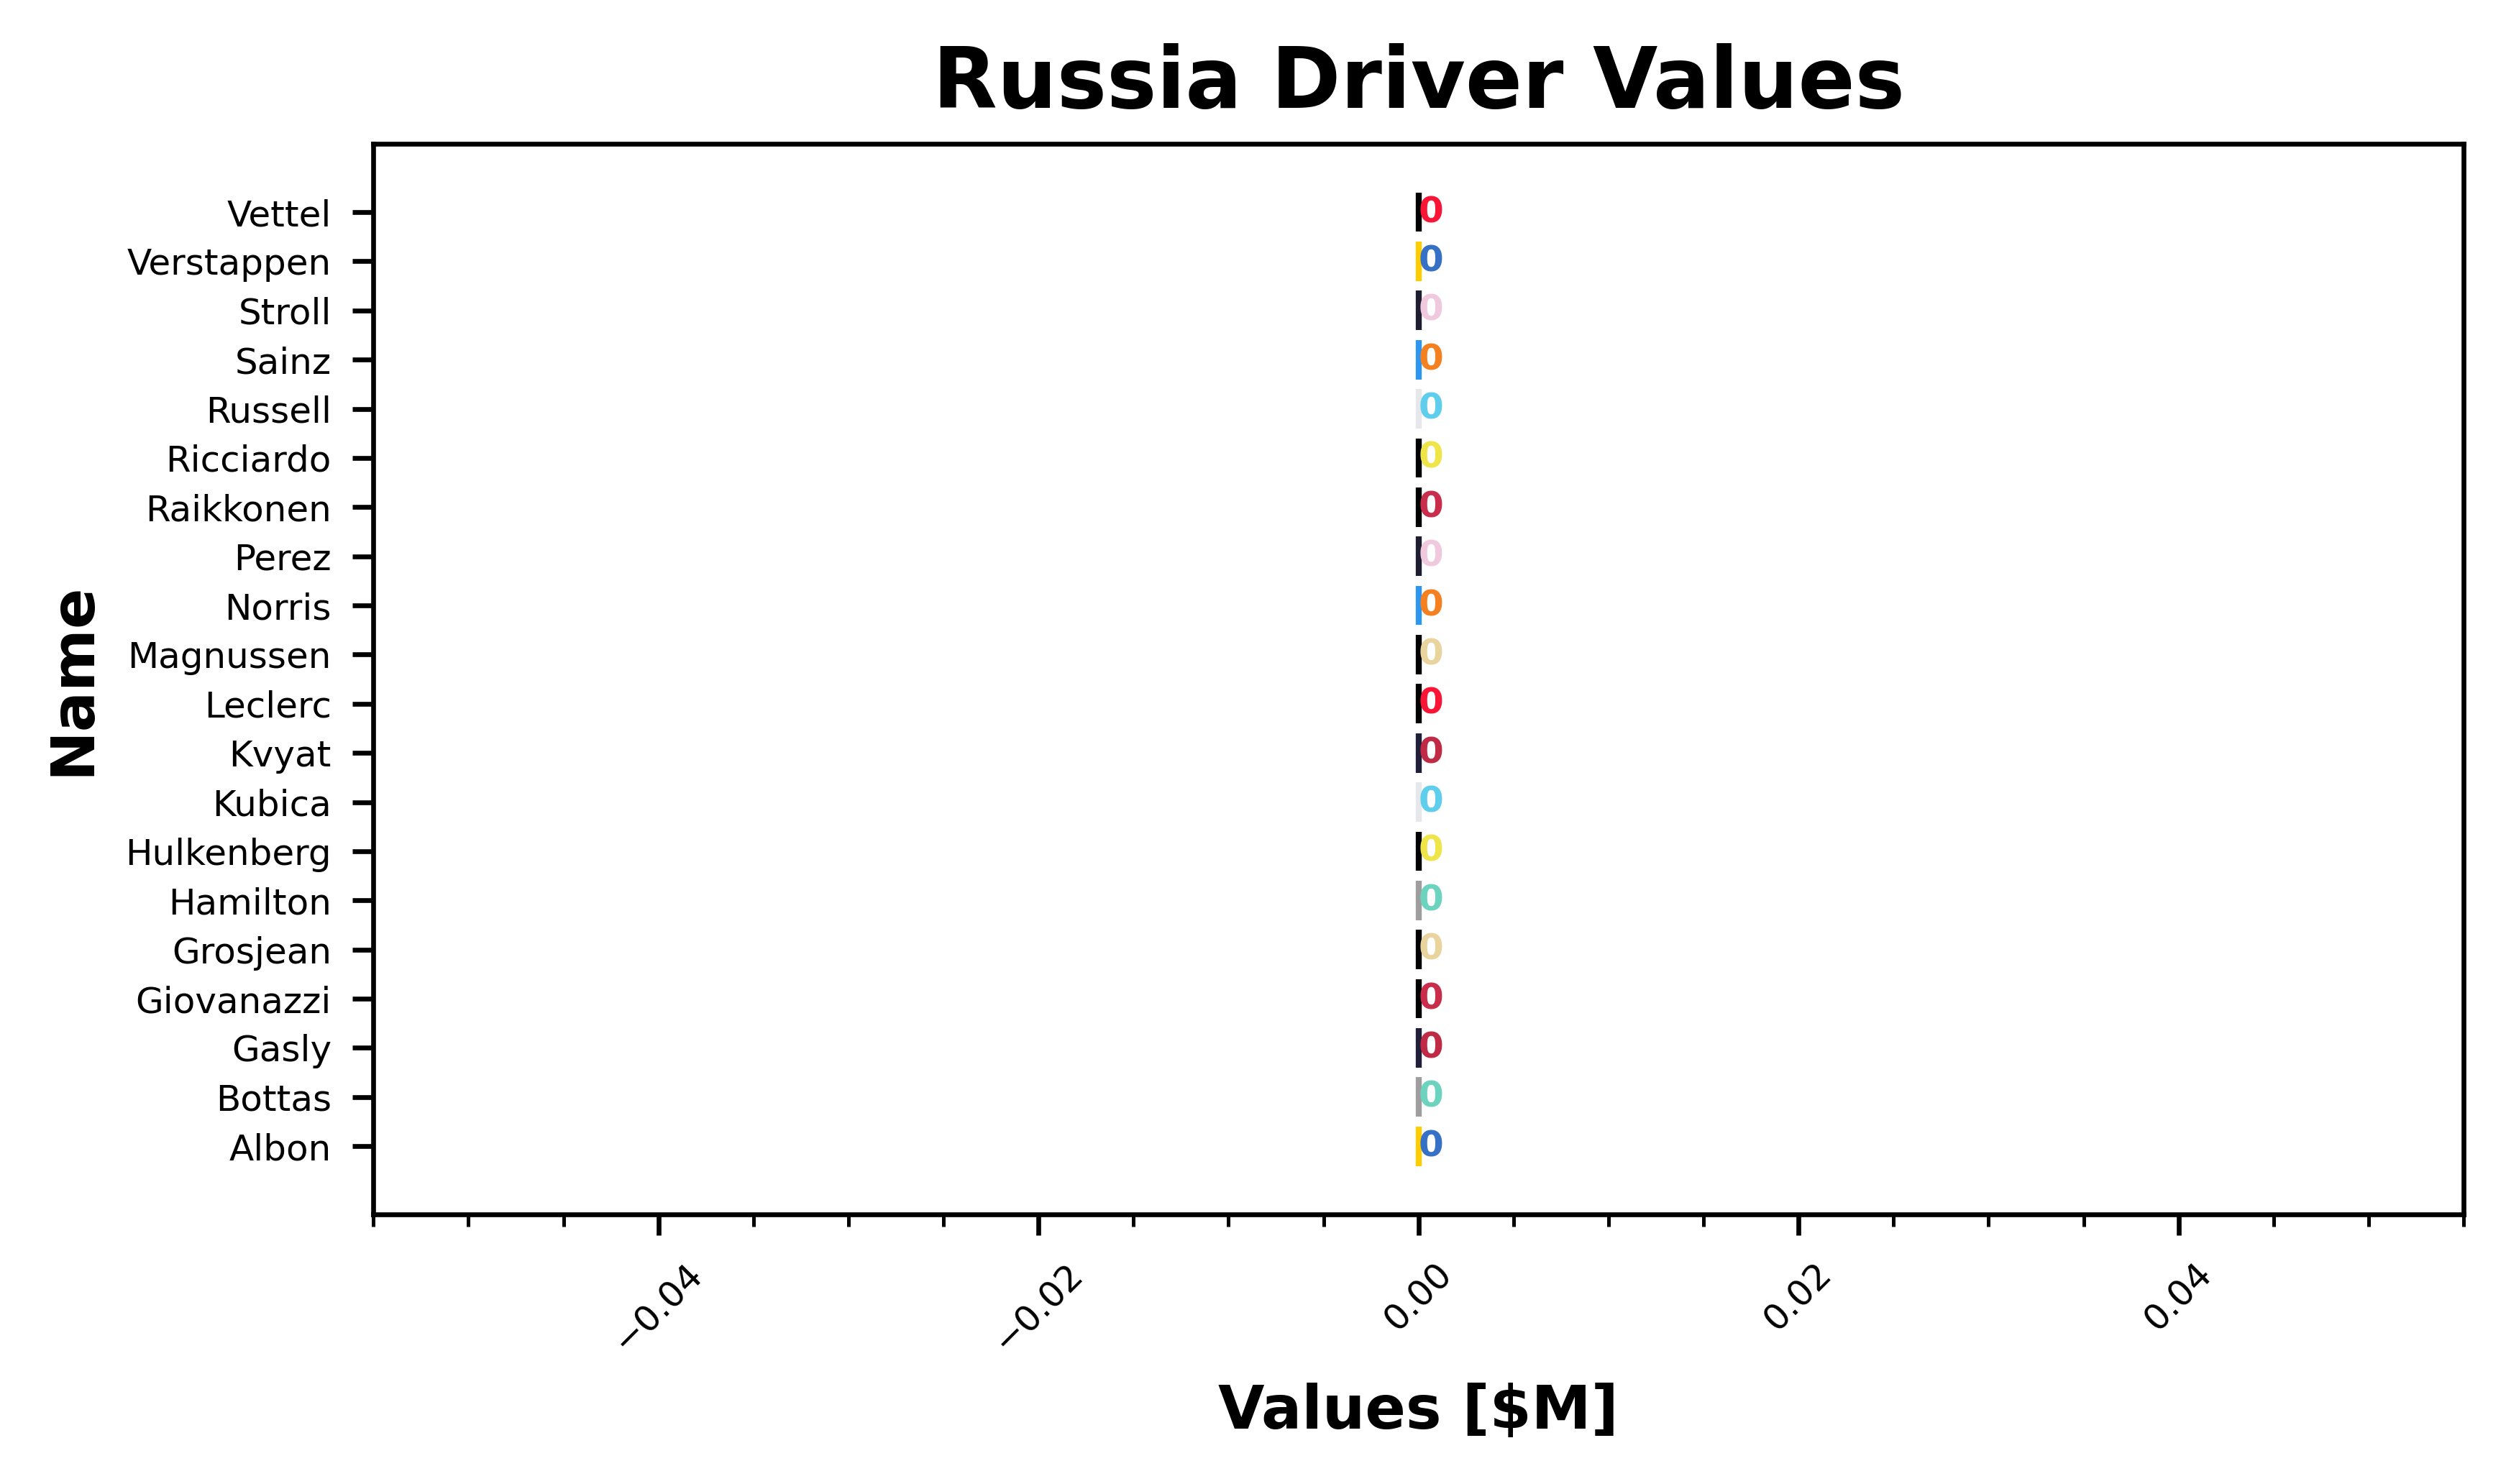 Russia Driver Values
Name
Vettel 0
Verstappen 0
Stroll 0
Sainz 0
Russell 0
Ricciardo 0
Raikkonen 0
Perez 0
Norris 0
Magnussen 0
Leclerc 0
Kvyat 0
Kubica 0
Hulkenberg 0
Hamilton 0
Grosjean 0
Giovanazzi 0
Gasly 0
Bottas 0
Albon 0
−0.04 −0.02 0.00 0.02 0.04
Values [$M]